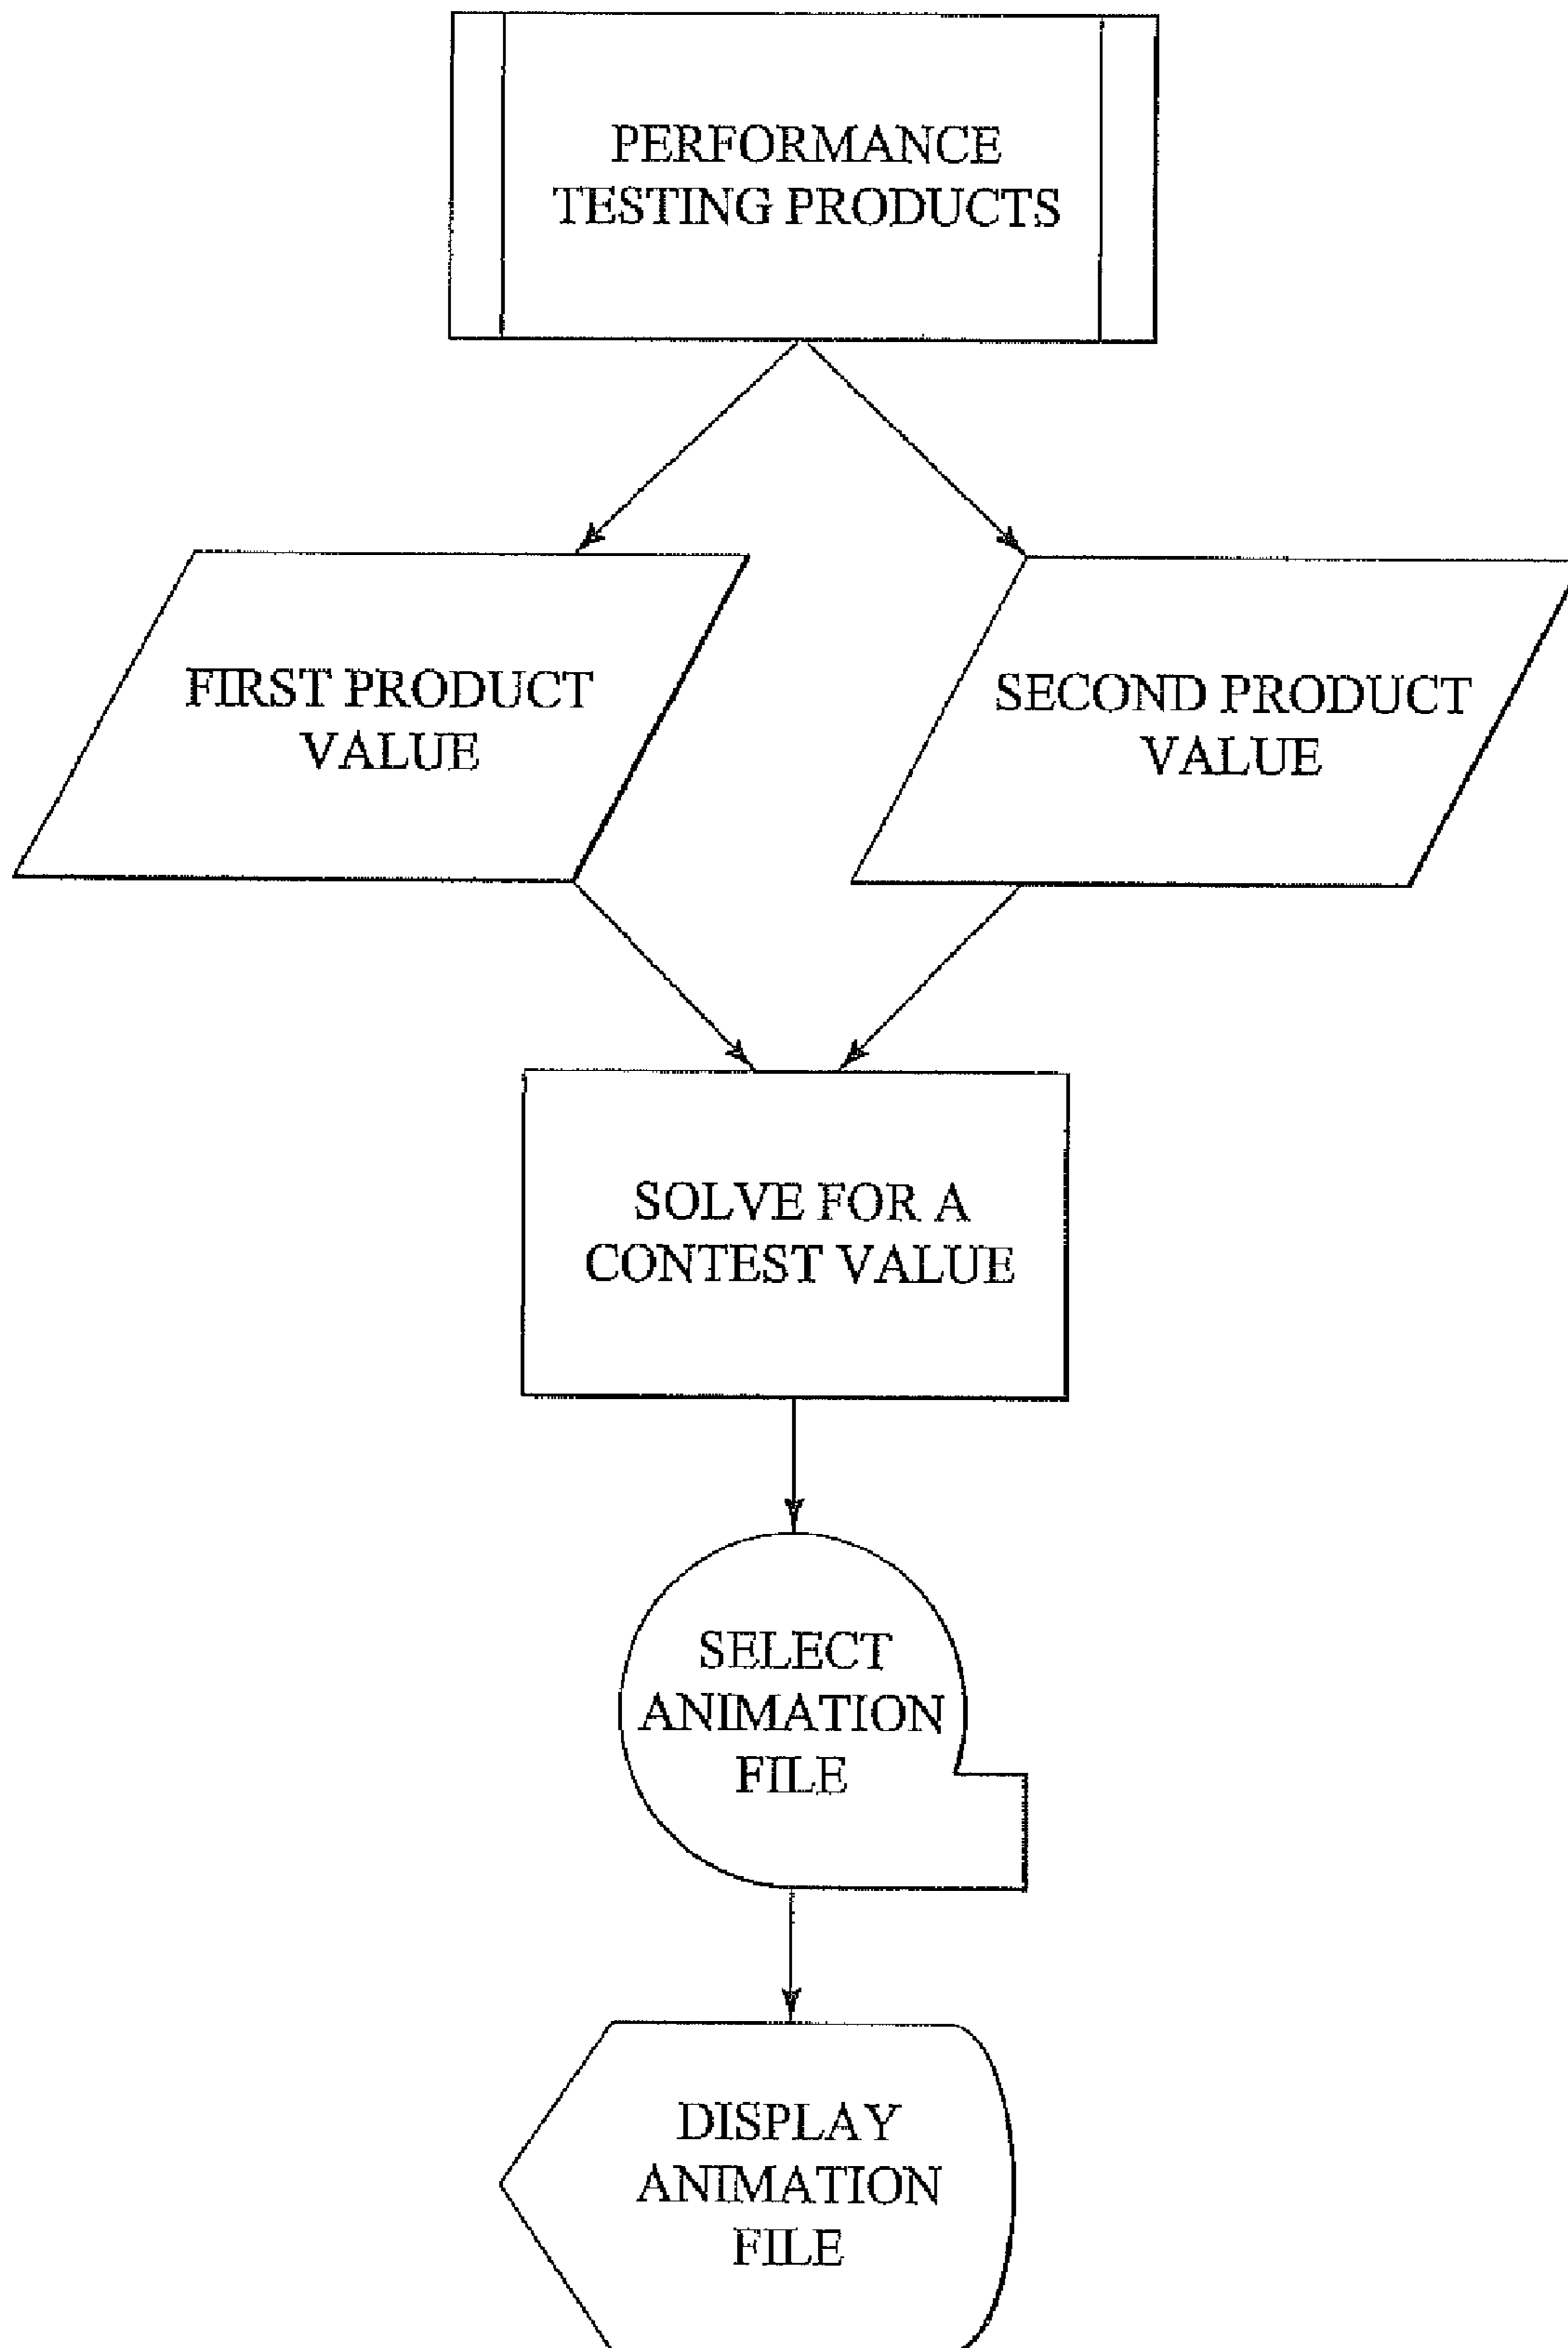 PERFORMANCE
TESTING PRODUCTS
FIRST PRODUCT
VALUE
SECOND PRODUCT
VALUE
SOLVE FOR A
CONTEST VALUE
SELECT
ANIMATION
FILE
DISPLAY
ANIMATION
FILE